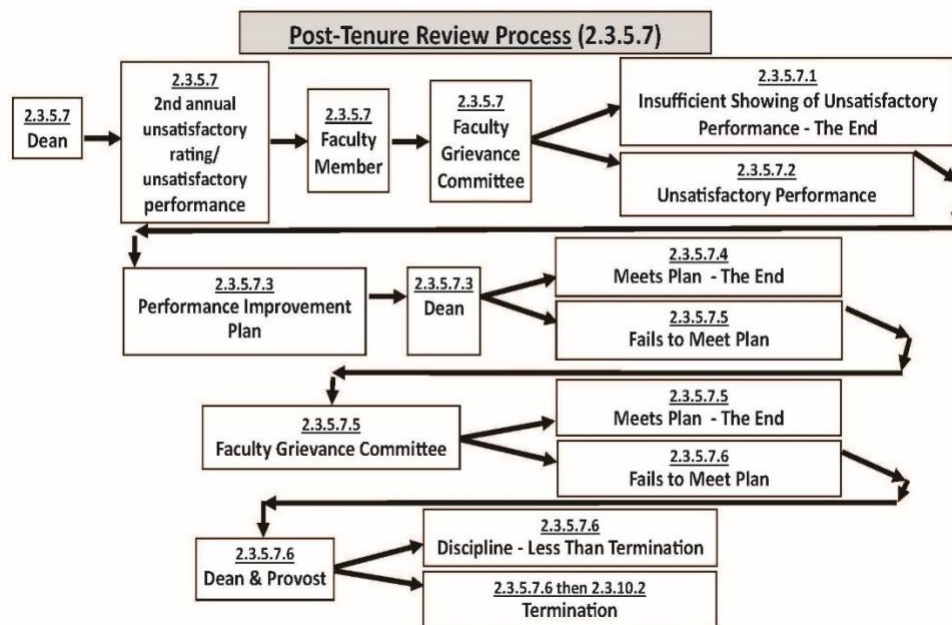 Post-Tenure Review Process (2.3.5.7)
2.3.5.7
Dean
2.3.5.7
2nd annual
unsatisfactory
rating/
unsatisfactory
performance
2.3.5.7
Faculty
Member
2.3.5.7
Faculty
Grievance
Committee
2.3.5.7.1
Insufficient Showing of Unsatisfactory
Performance - The End
2.3.5.7.2
Unsatisfactory Performance
2.3.5.7.3
Performance Improvement
Plan
2.3.5.7.3
Dean
2.3.5.7.4
Meets Plan - The End
2.3.5.7.5
Fails to Meet Plan
2.3.5.7.5
Faculty Grievance Committee
2.3.5.7.5
Meets Plan - The End
2.3.5.7.6
Fails to Meet Plan
2.3.5.7.6
Dean & Provost
2.3.5.7.6
Discipline - Less Than Termination
2.3.5.7.6 then 2.3.10.2
Termination